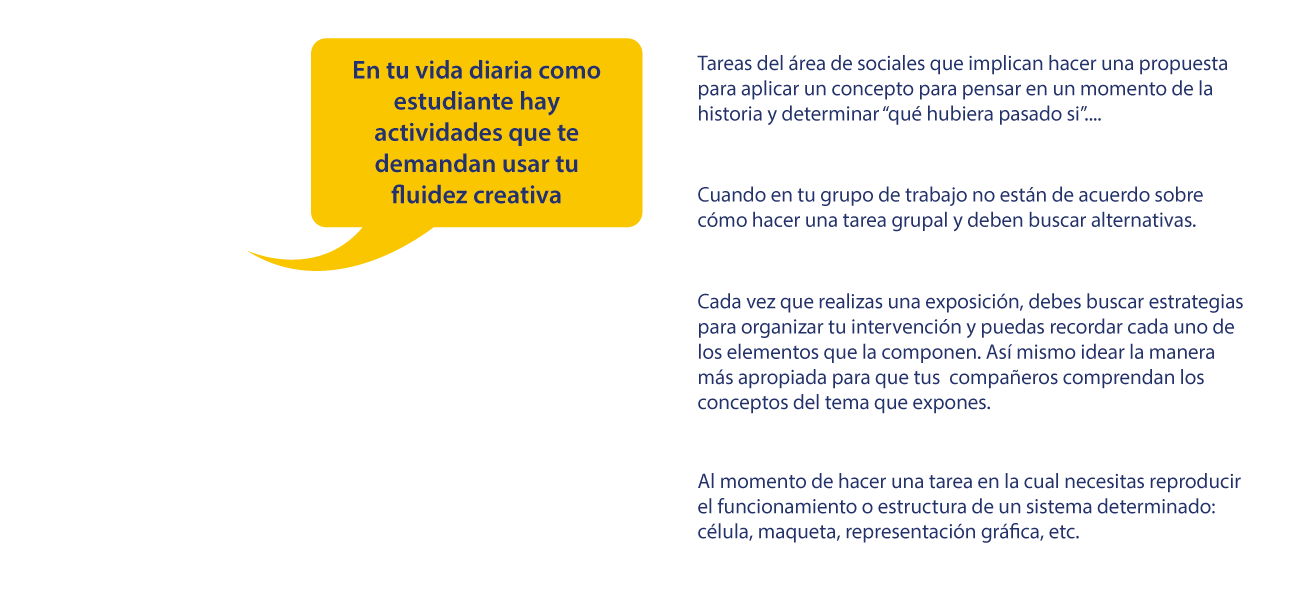 En tu vida diaria como
estudiante hay
actividades que te
demandan usar tu
fluidez creativa
Tareas del área de sociales que implican hacer una propuesta
para aplicar un concepto para pensar en un momento de la
historia y determinar “qué hubiera pasado si”....
Cuando en tu grupo de trabajo no están de acuerdo sobre
cómo hacer una tarea grupal y deben buscar alternativas.
Cada vez que realizas una exposición, debes buscar estrategias
para organizar tu intervención y puedas recordar cada uno de
los elementos que la componen. Así mismo idear la manera
más apropiada para que tus  compañeros comprendan los
conceptos del tema que expones.
Al momento de hacer una tarea en la cual necesitas reproducir
el funcionamiento o estructura de un sistema determinado:
célula, maqueta, representación gráfica, etc.